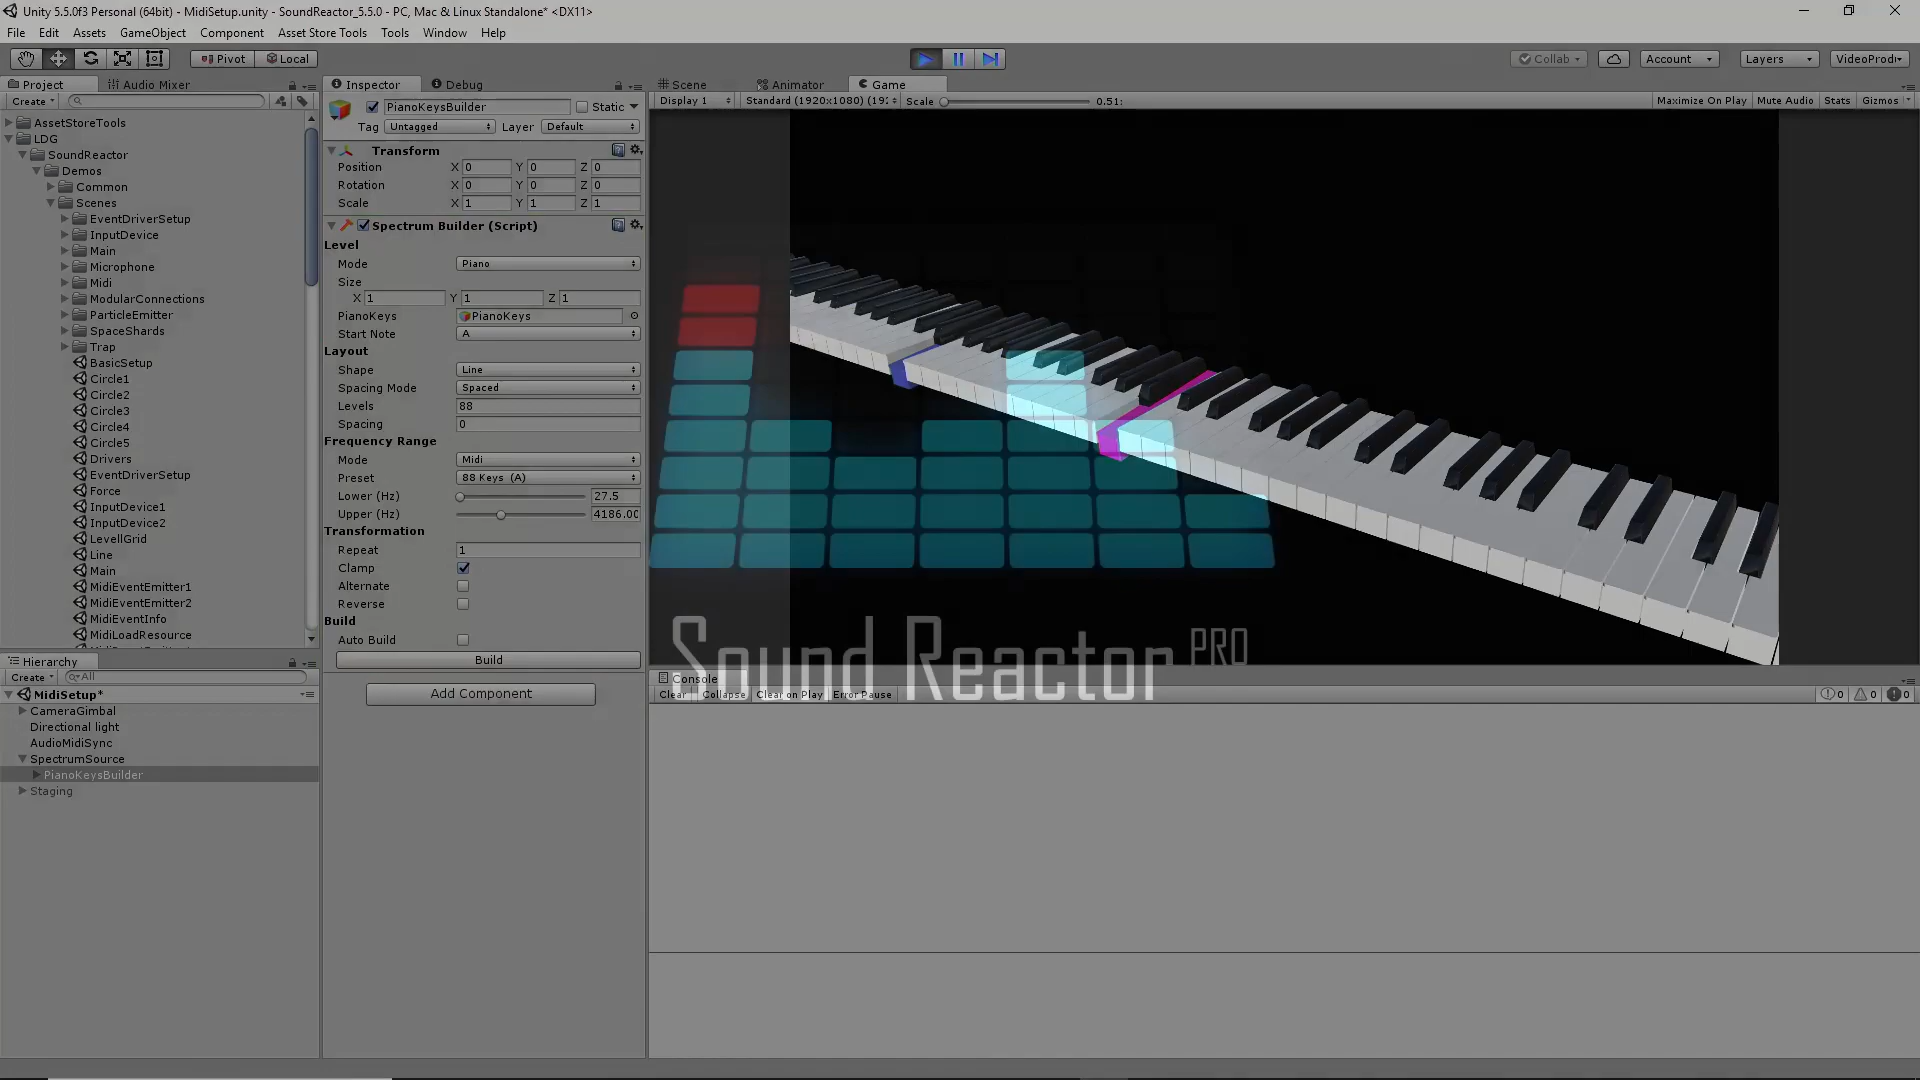 Unity 5.5.0f3 Personal (64bit) - MidiSetup.unity - SoundReactor_5.5.0 - PC, Mac & Linux Standalone* <DX11>
File Edit Assets GameObject Component Asset Store Tools Tools Window Help
Pivot Local Collab Account Layers VideoProdu
Project Audio Mixer
Create
AssetStoreTools
LDG
SoundReactor
Demos
Common
Scenes
EventDriverSetup
InputDevice
Main
Microphone
Midi
ModularConnections
ParticleEmitter
SpaceShards
Trap
BasicSetup
Circle1
Circle2
Circle3
Circle4
Circle5
Drivers
EventDriverSetup
Force
InputDevice1
InputDevice2
LevelIGrid
Line
Main
MidiEventEmitter1
MidiEventEmitter2
MidiEventInfo
MidiLoadResource
Hierarchy
Create All
MidiSetup*
CameraGimbal
Directional light
AudioMidiSync
SpectrumSource
PianoKeysBuilder
Staging
Inspector Debug
PianoKeysBuilder Static
Tag Untagged Layer Default
Transform
Position X 0 Y 0 Z 0
Rotation X 0 Y 0 Z 0
Scale X 1 Y 1 Z 1
Spectrum Builder (Script)
Level
Mode Piano
Size
X 1 Y 1 Z 1
PianoKeys PianoKeys
Start Note A
Layout
Shape Line
Spacing Mode Spaced
Levels 88
Spacing 0
Frequency Range
Mode Midi
Preset 88 Keys (A)
Lower (Hz) 27.5
Upper (Hz) 4186.00
Transformation
Repeat 1
Clamp
Alternate
Reverse
Build
Auto Build
Build
Add Component
Scene Animator Game
Display 1 Standard (1920x1080) (19: Scale 0.51: Maximize On Play Mute Audio Stats Gizmos
Sound Reactor PRO
Console
Clear Collapse Clear on Play Error Pause 0 0 0